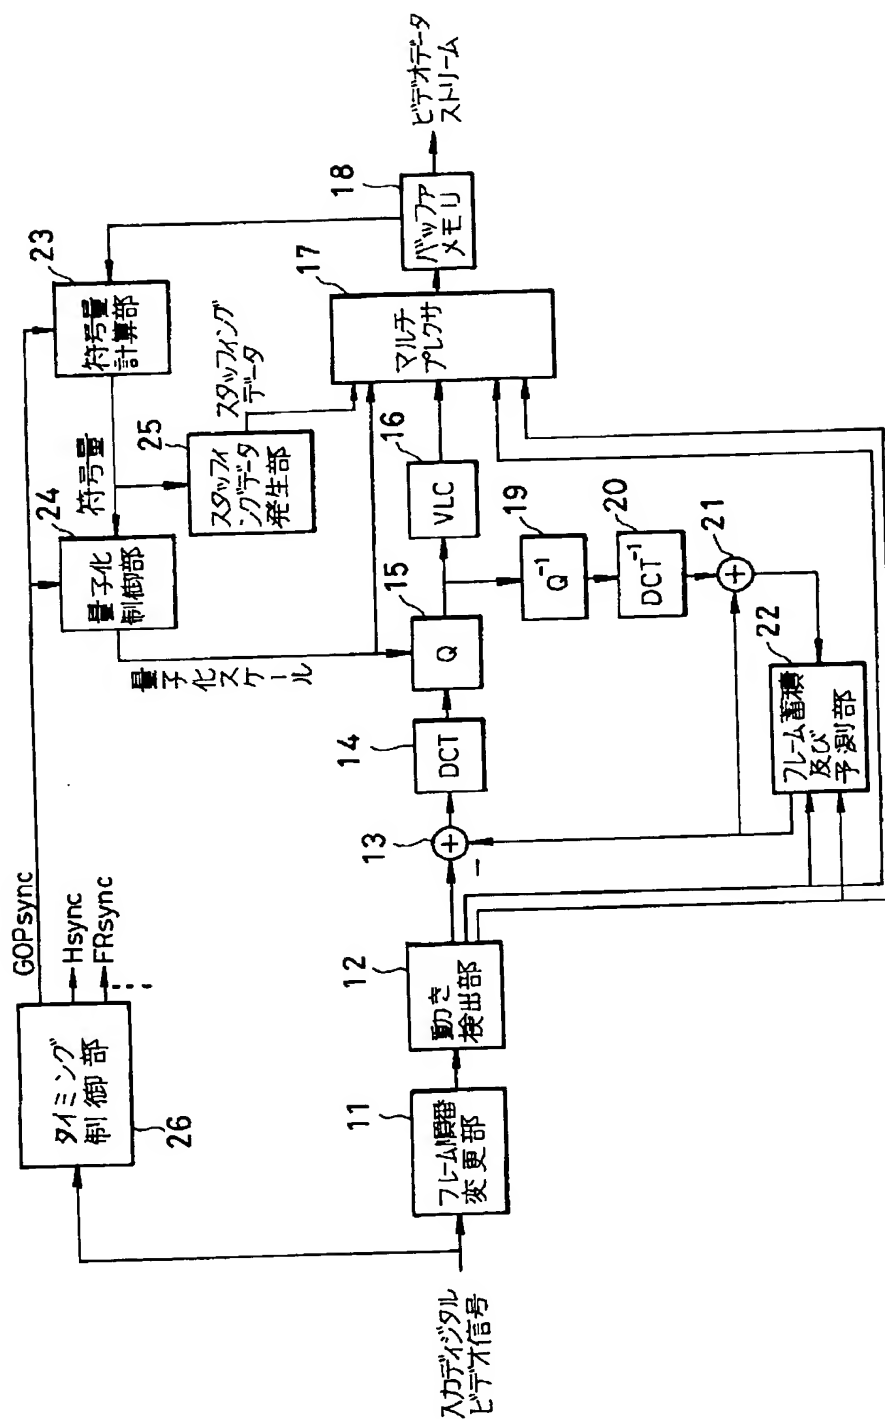 入力ディジタル
ビデオ信号
26
タイミング
制御部
GOPsync
Hsync
FRsync
11
フレーム順番
変更部
12
動き
検出部
13
−
14
DCT
15
Q
量子化
スケール
16
VLC
17
マルチ
プレクサ
18
バッファ
メモリ
ビデオデータ
ストリーム
19
Q⁻¹
20
DCT⁻¹
21
22
フレーム蓄積
及び
予測部
23
符号量
計算部
符号量
24
量子化
制御部
25
スタッフィ
ングデータ
発生部
スタッフィング
データ